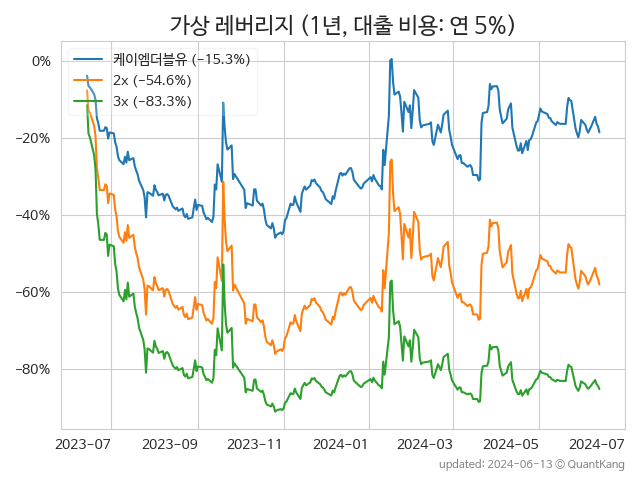 가상 레버리지 (1년, 대출 비용: 연 5%)
케이엠더블유 (−15.3%)
2x (−54.6%)
3x (−83.3%)
0%
−20%
−40%
−60%
−80%
2023-07 2023-09 2023-11 2024-01 2024-03 2024-05 2024-07
updated: 2024-06-13 © QuantKang